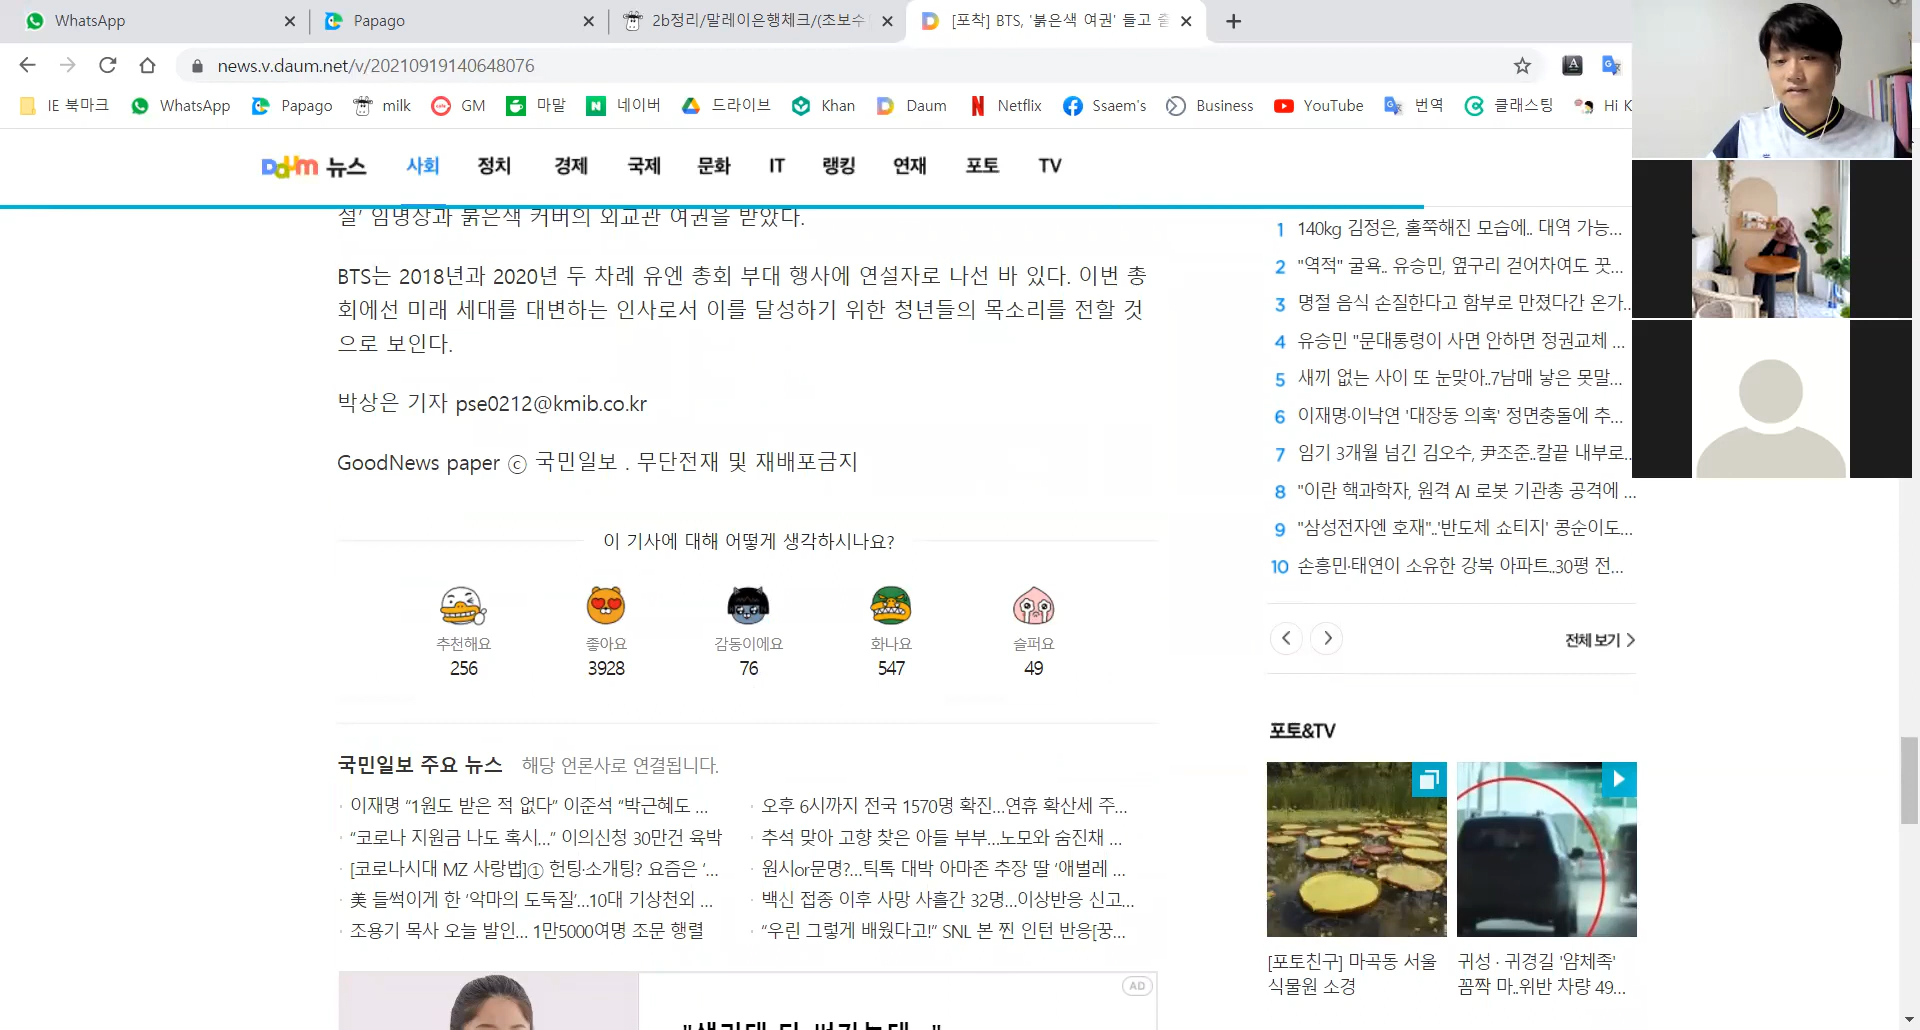 WhatsApp
Papago
2b정리/말레이은행체크/(초보수
[포착] BTS, '붉은색 여권' 들고 출
news.v.daum.net/v/20210919140648076
IE 북마크 WhatsApp Papago milk GM 마말 네이버 드라이브 Khan Daum Netflix Ssaem's Business YouTube 번역 클래스팅 Hi K
Daum 뉴스 사회 정치 경제 국제 문화 IT 랭킹 연재 포토 TV
절’ 임명장과 붉은색 커버의 외교관 여권을 받았다.
BTS는 2018년과 2020년 두 차례 유엔 총회 부대 행사에 연설자로 나선 바 있다. 이번 총
회에선 미래 세대를 대변하는 인사로서 이를 달성하기 위한 청년들의 목소리를 전할 것
으로 보인다.
박상은 기자 pse0212@kmib.co.kr
GoodNews paper ⓒ 국민일보 . 무단전재 및 재배포금지
이 기사에 대해 어떻게 생각하시나요?
추천해요 좋아요 감동이에요 화나요 슬퍼요
256 3928 76 547 49
국민일보 주요 뉴스 해당 언론사로 연결됩니다.
· 이재명 “1원도 받은 적 없다” 이준석 “박근혜도 ...
· “코로나 지원금 나도 혹시…” 이의신청 30만건 육박
· [코로나시대 MZ 사랑법]① 헌팅·소개팅? 요즘은 ‘...
· 美 들썩이게 한 ‘악마의 도둑질’…10대 기상천외 ...
· 조용기 목사 오늘 발인… 1만5000여명 조문 행렬
· 오후 6시까지 전국 1570명 확진…연휴 확산세 주...
· 추석 맞아 고향 찾은 아들 부부…노모와 숨진채 ...
· 원시or문명?…틱톡 대박 아마존 추장 딸 ‘애벌레 ...
· 백신 접종 이후 사망 사흘간 32명…이상반응 신고...
· “우린 그렇게 배웠다고!” SNL 본 찐 인턴 반응[꿍...
AD
1 140kg 김정은, 홀쭉해진 모습에.. 대역 가능...
2 "역적" 굴욕.. 유승민, 옆구리 걷어차여도 꿋...
3 명절 음식 손질한다고 함부로 만졌다간 온가..
4 유승민 "문대통령이 사면 안하면 정권교체 ...
5 새끼 없는 사이 또 눈맞아..7남매 낳은 못말...
6 이재명·이낙연 '대장동 의혹' 정면충돌에 추...
7 임기 3개월 넘긴 김오수, 尹조준..칼끝 내부로..
8 "이란 핵과학자, 원격 AI 로봇 기관총 공격에 ...
9 "삼성전자엔 호재"..'반도체 쇼티지' 콩순이도...
10 손흥민·태연이 소유한 강북 아파트..30평 전...
전체 보기
포토&TV
[포토친구] 마곡동 서울
식물원 소경
귀성 · 귀경길 '얌체족'
꼼짝 마..위반 차량 49...